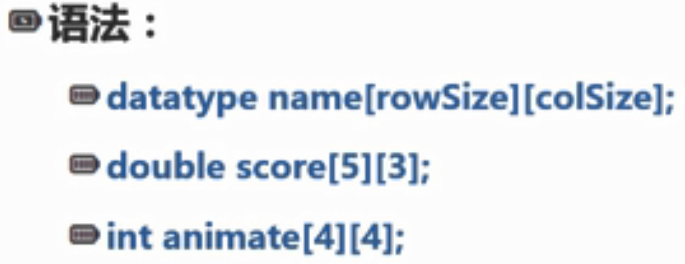 语法：
datatype name[rowSize][colSize];
double score[5][3];
int animate[4][4];